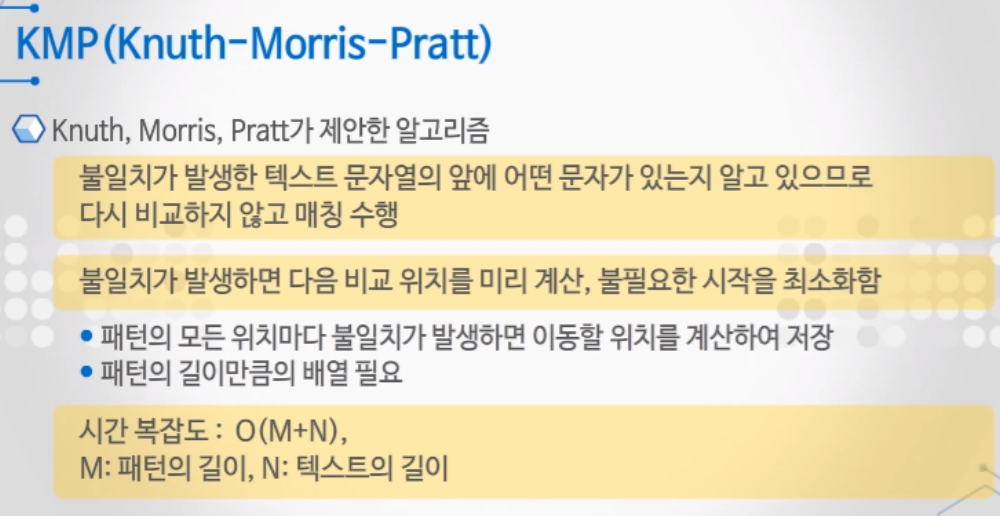 KMP(Knuth-Morris-Pratt)
Knuth, Morris, Pratt가 제안한 알고리즘
불일치가 발생한 텍스트 문자열의 앞에 어떤 문자가 있는지 알고 있으므로
다시 비교하지 않고 매칭 수행
불일치가 발생하면 다음 비교 위치를 미리 계산, 불필요한 시작을 최소화함
• 패턴의 모든 위치마다 불일치가 발생하면 이동할 위치를 계산하여 저장
• 패턴의 길이만큼의 배열 필요
시간 복잡도 : O(M+N),
M: 패턴의 길이, N: 텍스트의 길이